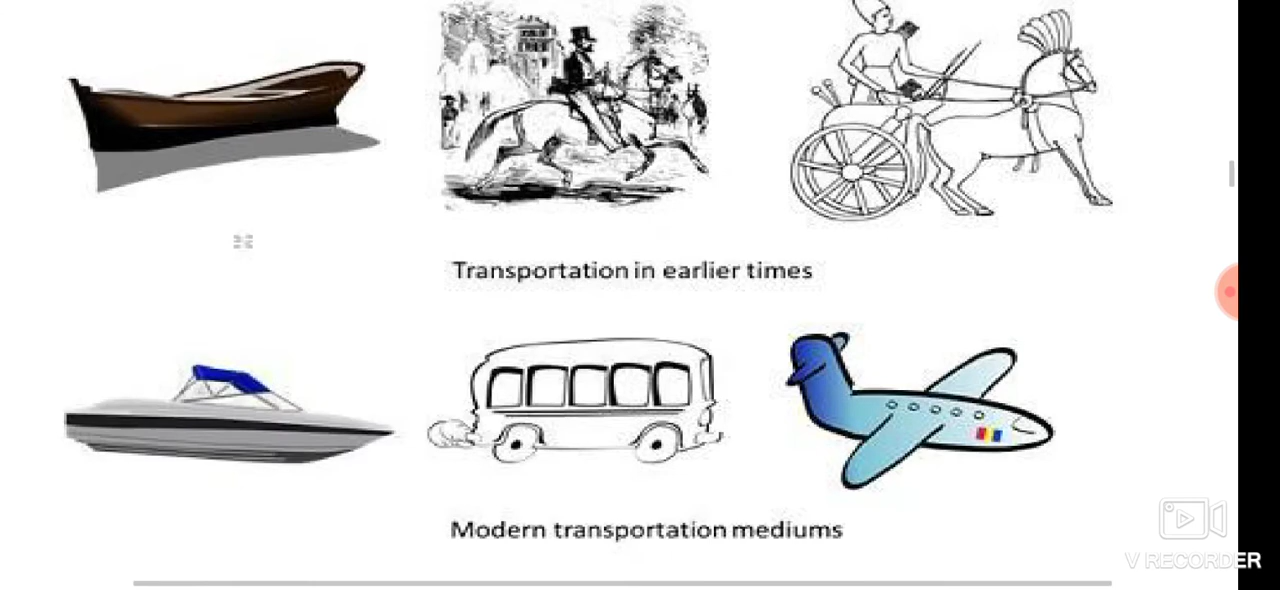 Transportation in earlier times
Modern transportation mediums
V RECORDER